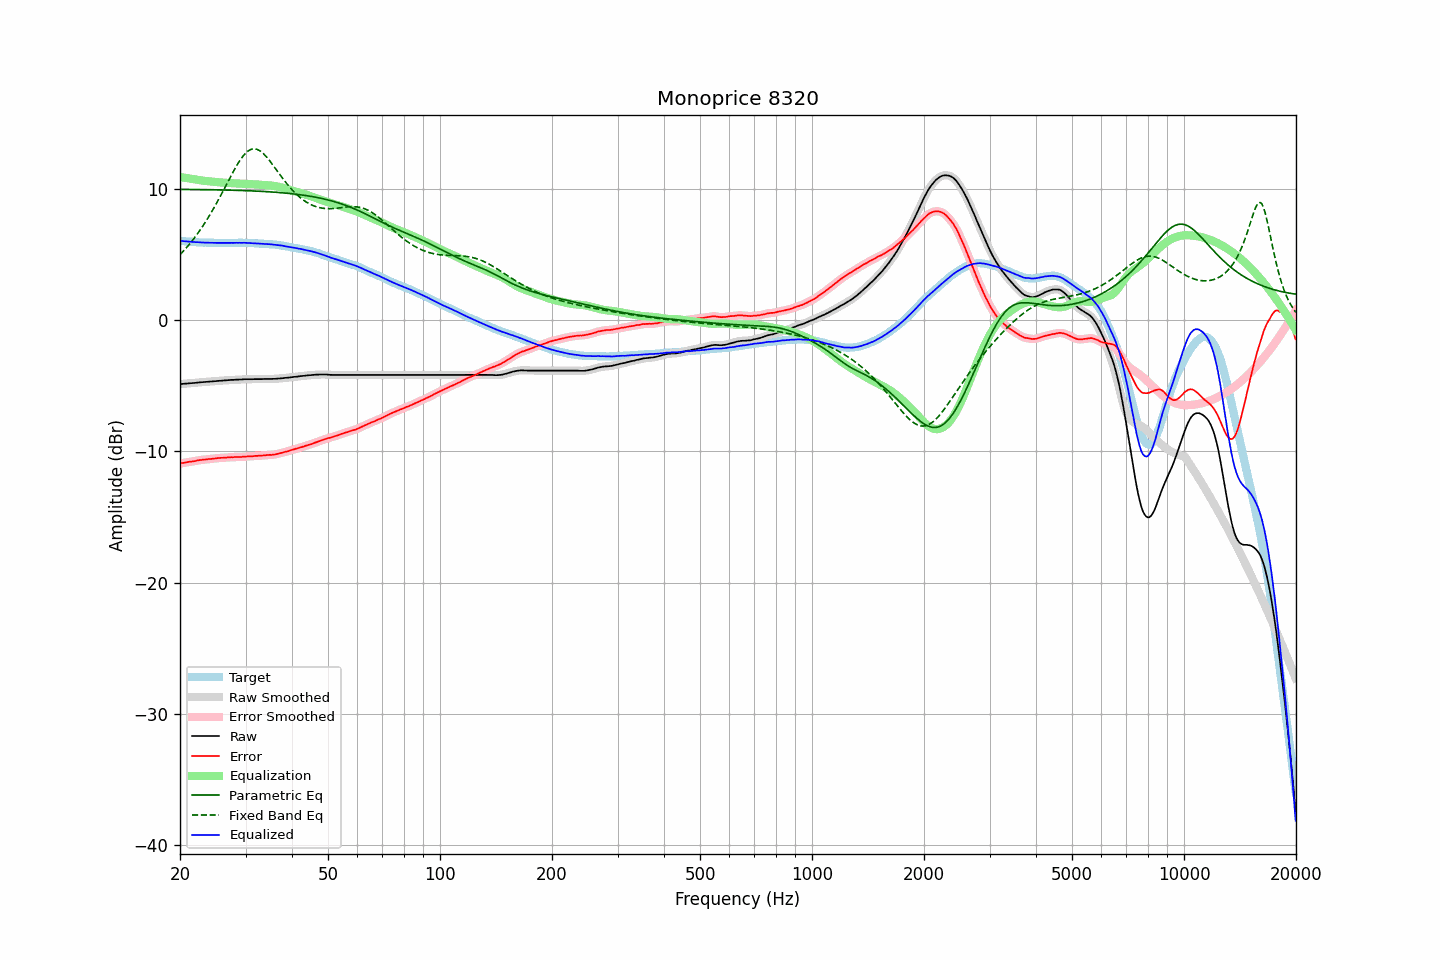 Monoprice 8320
Amplitude (dBr)
10
0
−10
−20
−30
−40
Target
Raw Smoothed
Error Smoothed
Raw
Error
Equalization
Parametric Eq
Fixed Band Eq
Equalized
20 50 100 200 500 1000 2000 5000 10000 20000
Frequency (Hz)